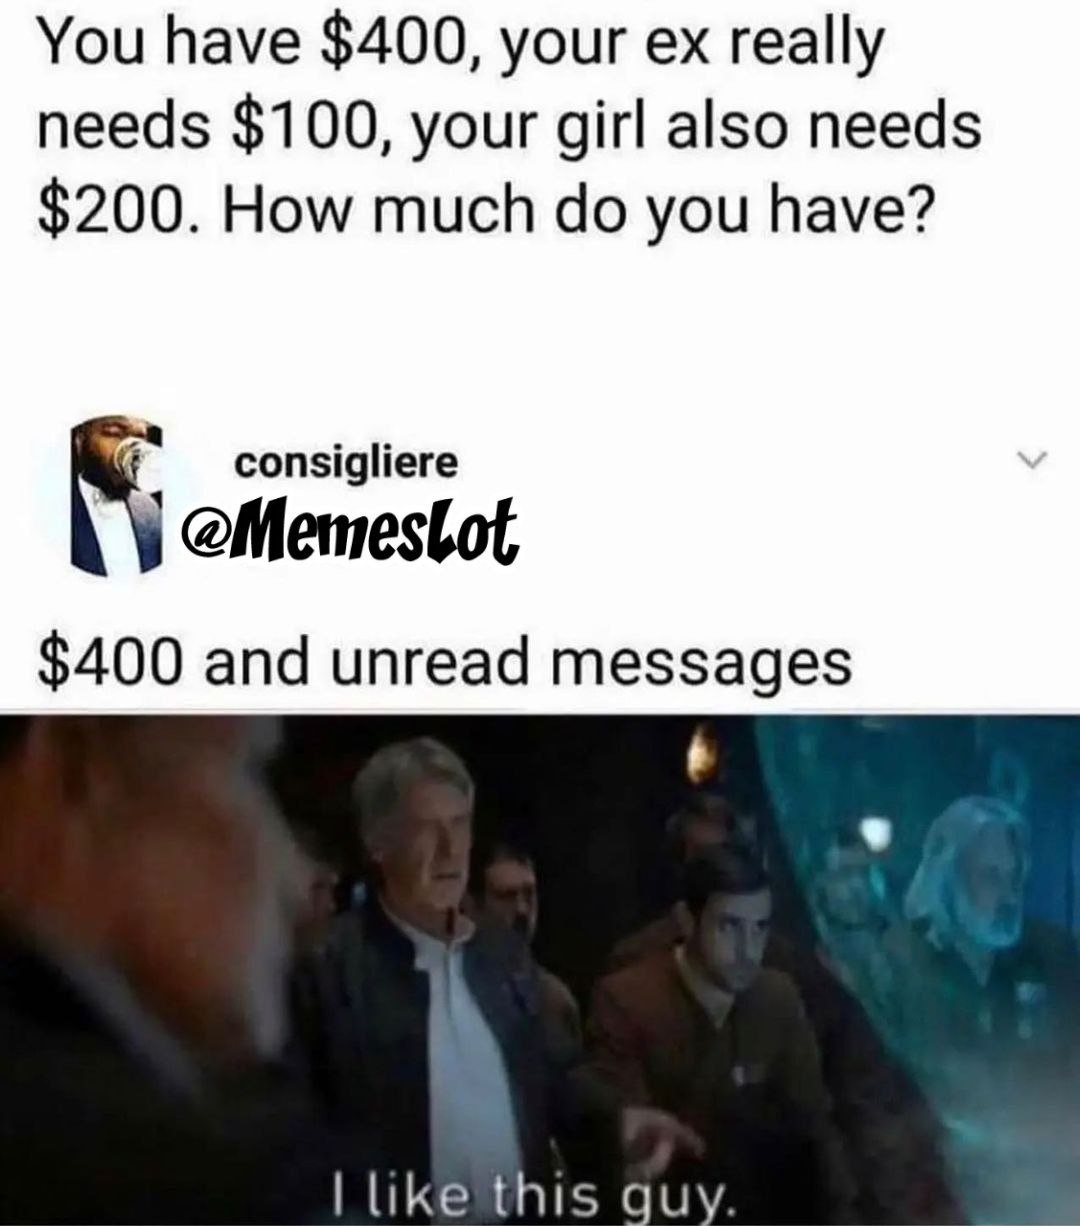 You have $400, your ex really
needs $100, your girl also needs
$200. How much do you have?
consigliere
@MemesLot
$400 and unread messages
I like this guy.